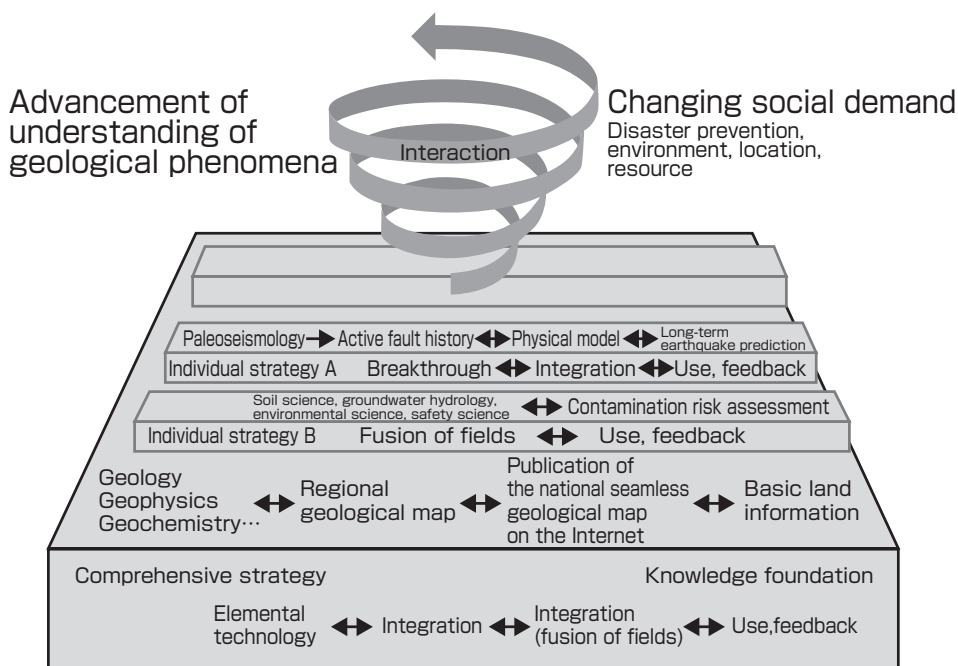 Advancement of
understanding of
geological phenomena
Interaction
Changing social demand
Disaster prevention,
environment, location,
resource
Paleoseismology Active fault history Physical model Long-term
earthquake prediction
Individual strategy A Breakthrough Integration Use, feedback
Soil science, groundwater hydrology,
environmental science, safety science
Contamination risk assessment
Individual strategy B Fusion of fields Use, feedback
Geology
Geophysics
Geochemistry…
Regional
geological map
Publication of
the national seamless
geological map
on the Internet
Basic land
information
Comprehensive strategy Knowledge foundation
Elemental
technology
Integration
Integration
(fusion of fields)
Use,feedback